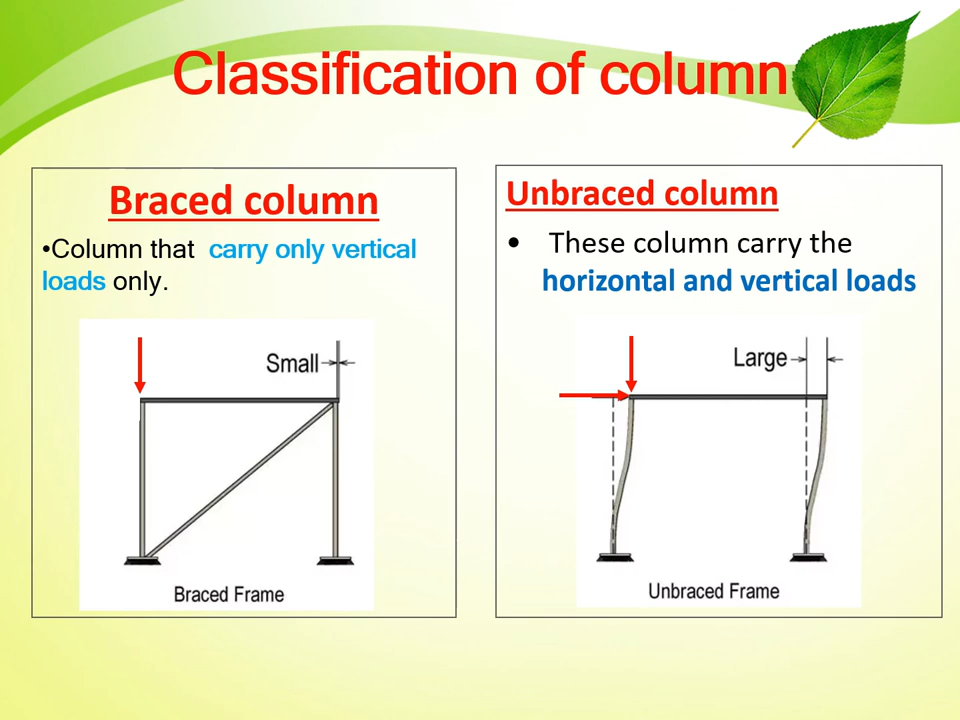 Classification of column
Braced column
•Column that carry only vertical
loads only.
Small
Braced Frame
Unbraced column
• These column carry the
horizontal and vertical loads
Large
Unbraced Frame